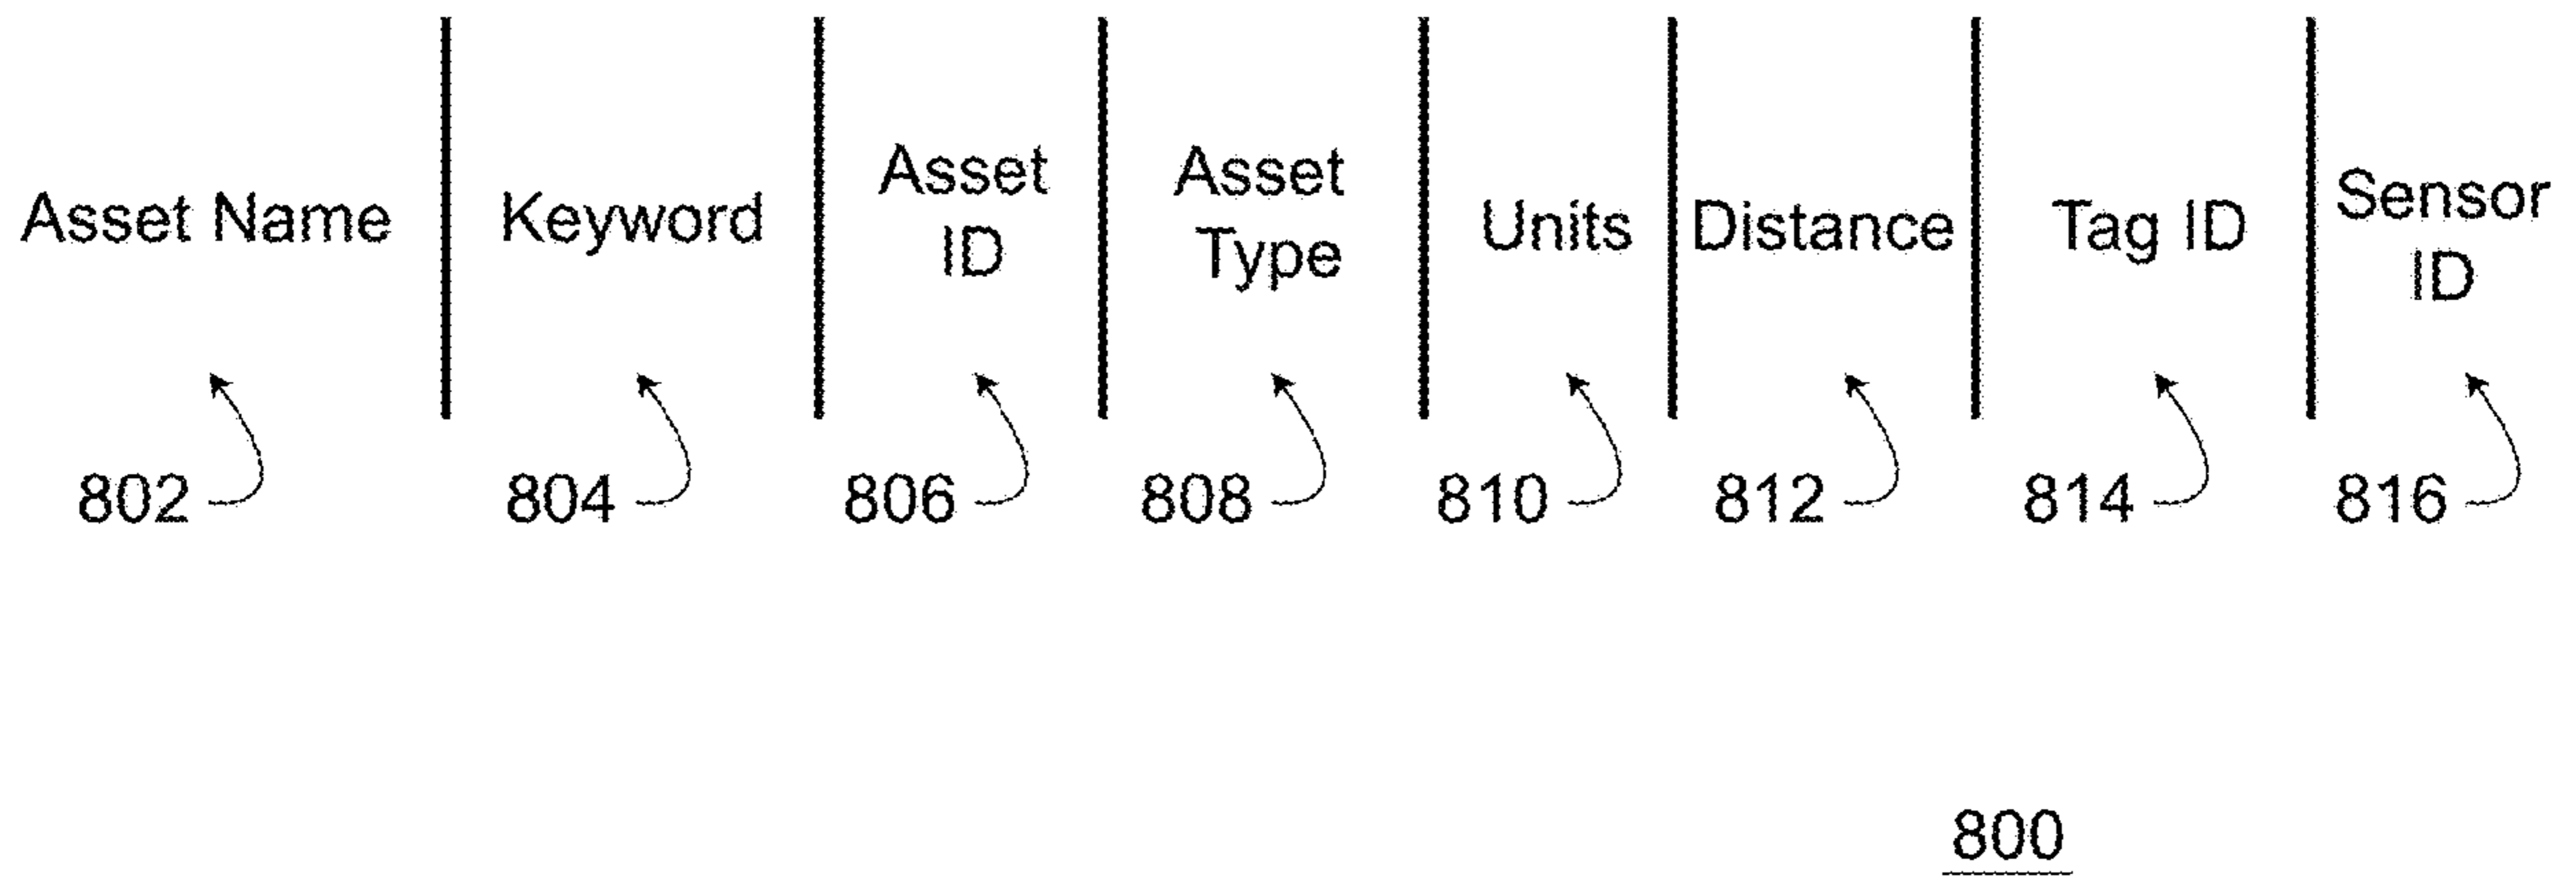 Asset Name
Keyword
Asset
ID
Asset
Type
Units
Distance
Tag ID
Sensor
ID
802
804
806
808
810
812
814
816
800